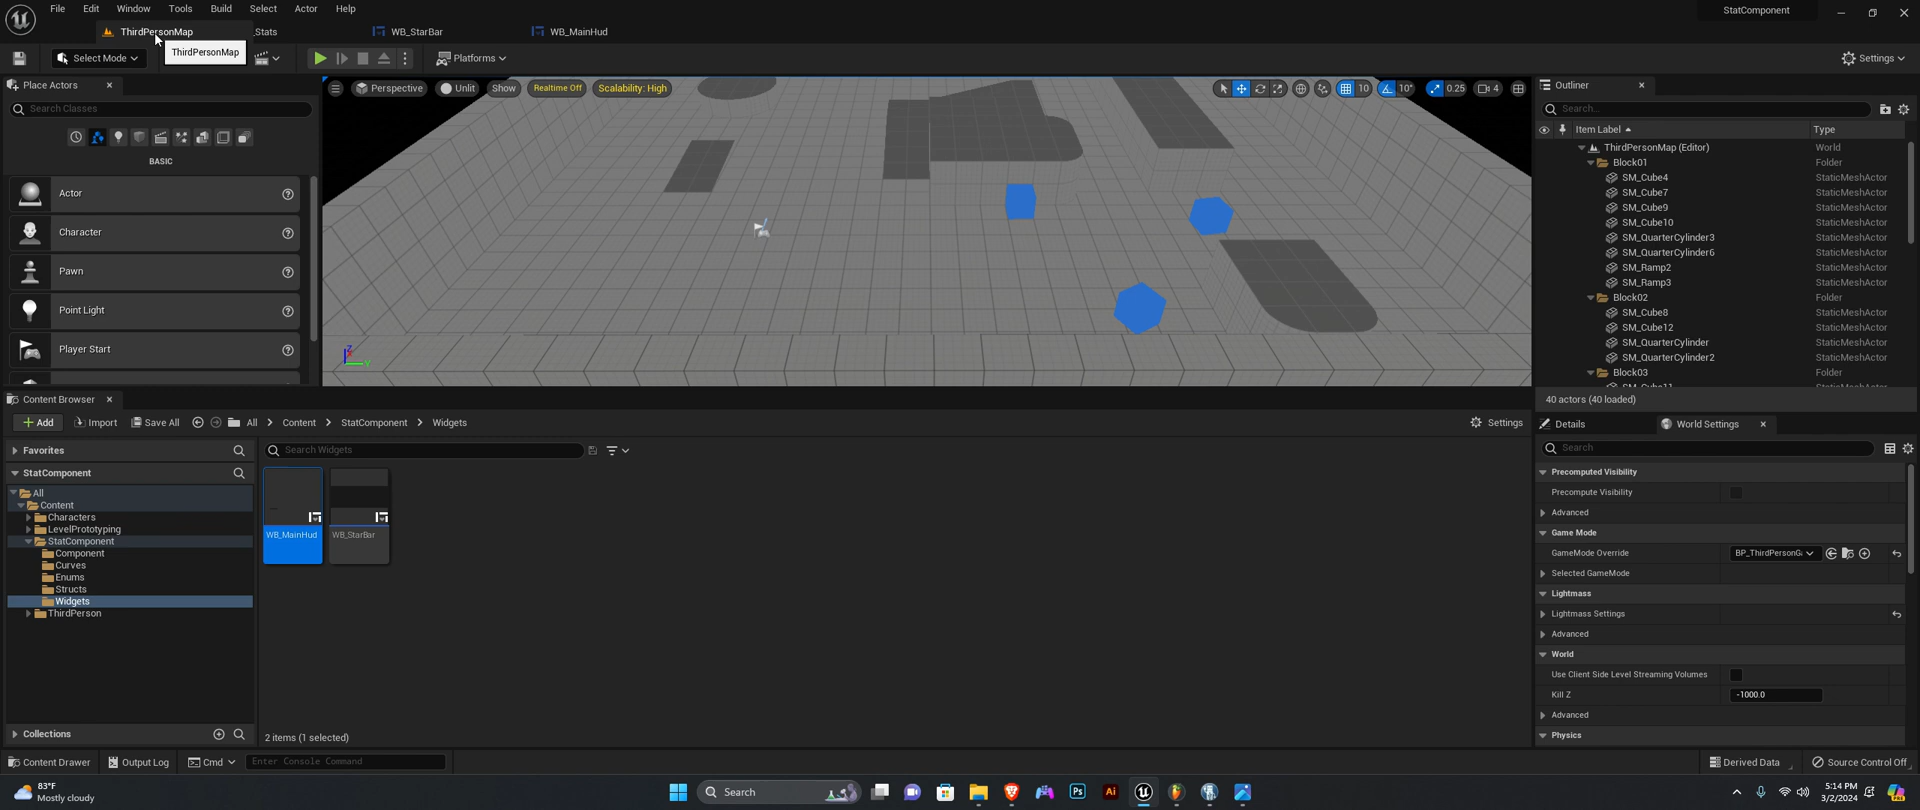 File Edit Window Tools Build Select Actor Help
StatComponent
ThirdPersonMap
_Stats
WB_StarBar
WB_MainHud
Select Mode
ThirdPersonMap
Platforms
Settings
Place Actors
Search Classes
BASIC
Actor
Character
Pawn
Point Light
Player Start
Perspective
Unlit
Show
Realtime Off
Scalability: High
10
10°
0.25
4
Z
Y
Outliner
Search...
Item Label
Type
ThirdPersonMap (Editor) World
Block01 Folder
SM_Cube4 StaticMeshActor
SM_Cube7 StaticMeshActor
SM_Cube9 StaticMeshActor
SM_Cube10 StaticMeshActor
SM_QuarterCylinder3 StaticMeshActor
SM_QuarterCylinder6 StaticMeshActor
SM_Ramp2 StaticMeshActor
SM_Ramp3 StaticMeshActor
Block02 Folder
SM_Cube8 StaticMeshActor
SM_Cube12 StaticMeshActor
SM_QuarterCylinder StaticMeshActor
SM_QuarterCylinder2 StaticMeshActor
Block03 Folder
SM_Cube11 StaticMeshActor
40 actors (40 loaded)
Content Browser
Add
Import
Save All
All
Content
StatComponent
Widgets
Settings
Favorites
StatComponent
All
Content
Characters
LevelPrototyping
StatComponent
Component
Curves
Enums
Structs
Widgets
ThirdPerson
Collections
Search Widgets
WB_MainHud
WB_StarBar
2 items (1 selected)
Details
World Settings
Search
Precomputed Visibility
Precompute Visibility
Advanced
Game Mode
GameMode Override
BP_ThirdPersonGa
Selected GameMode
Lightmass
Lightmass Settings
Advanced
World
Use Client Side Level Streaming Volumes
Kill Z
-1000.0
Advanced
Physics
Content Drawer
Output Log
Cmd
Enter Console Command
Derived Data
Source Control Off
83°F
Mostly cloudy
Search
Ps
Ai
5:14 PM
3/2/2024
PRE